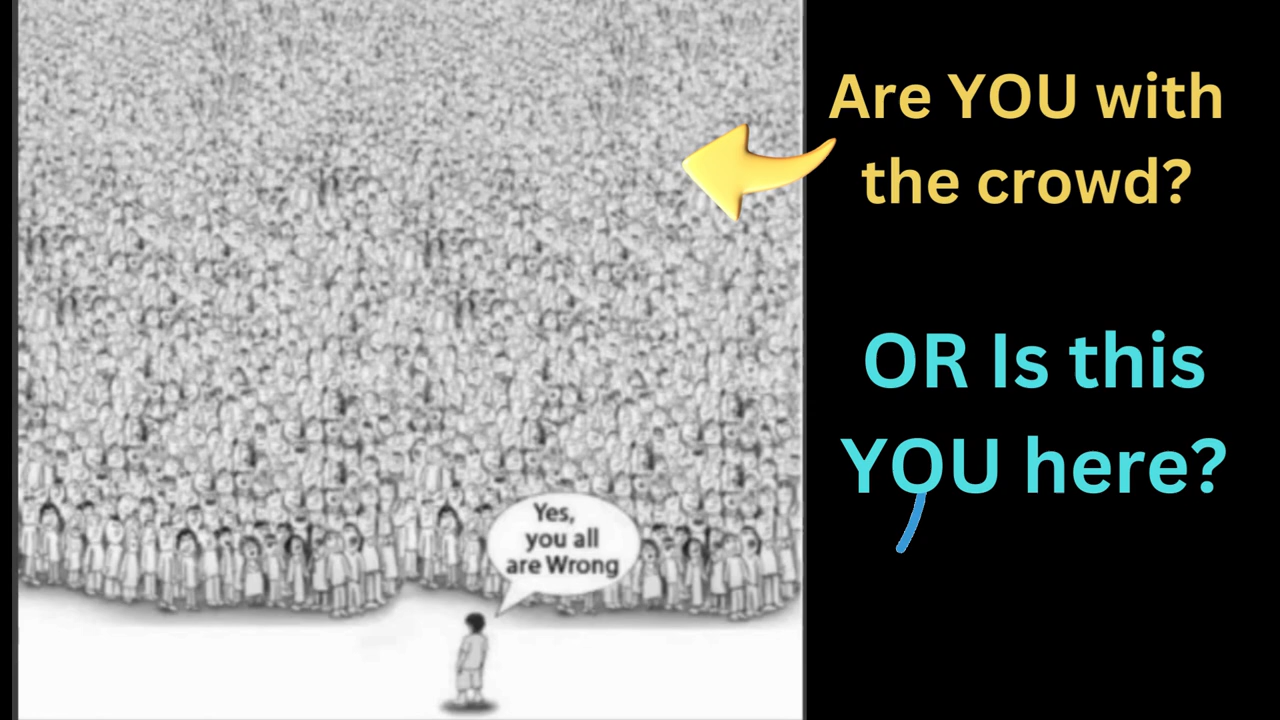 Are YOU with
the crowd?
OR Is this
YOU here?
Yes,
you all
are Wrong